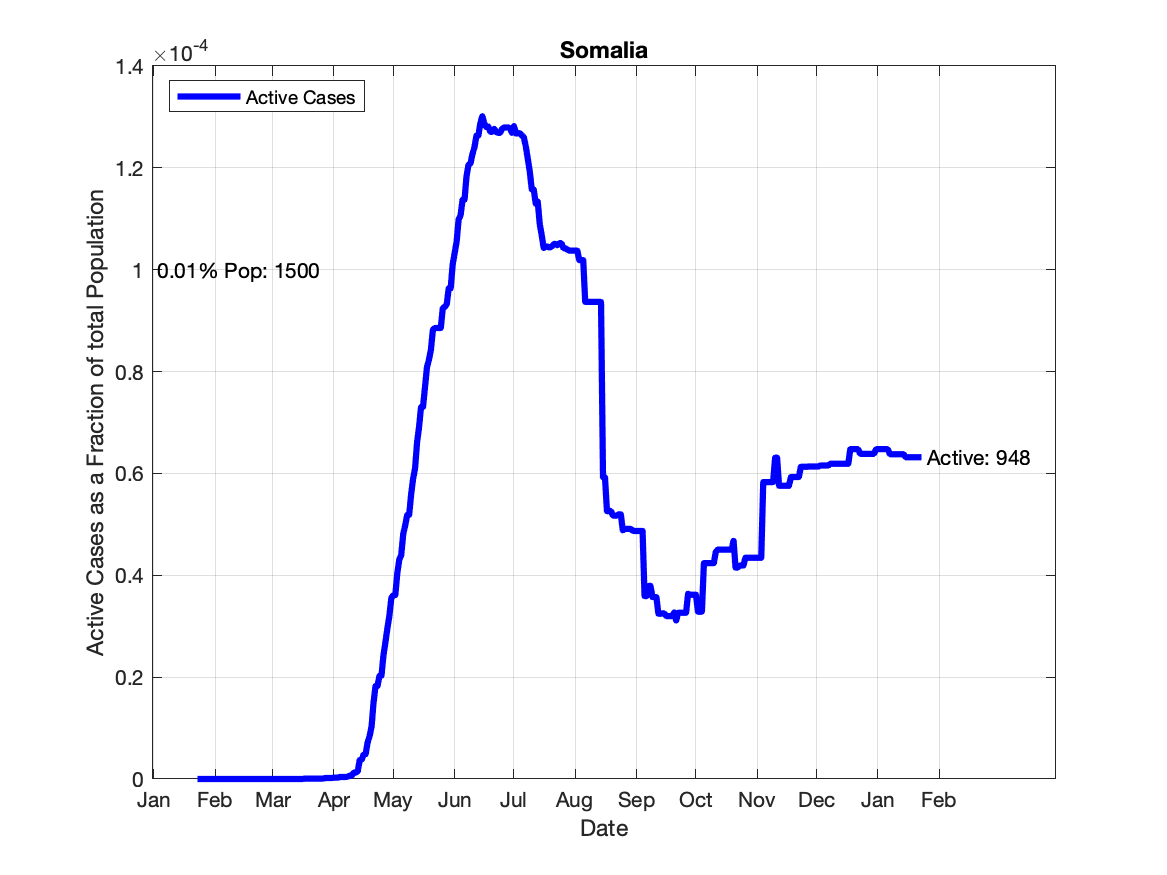 Somalia
×10-4
Active Cases
1.4
1.2
1
0.8
0.6
0.4
0.2
0
0.01% Pop: 1500
Active: 948
Active Cases as a Fraction of total Population
Jan Feb Mar Apr May Jun Jul Aug Sep Oct Nov Dec Jan Feb
Date